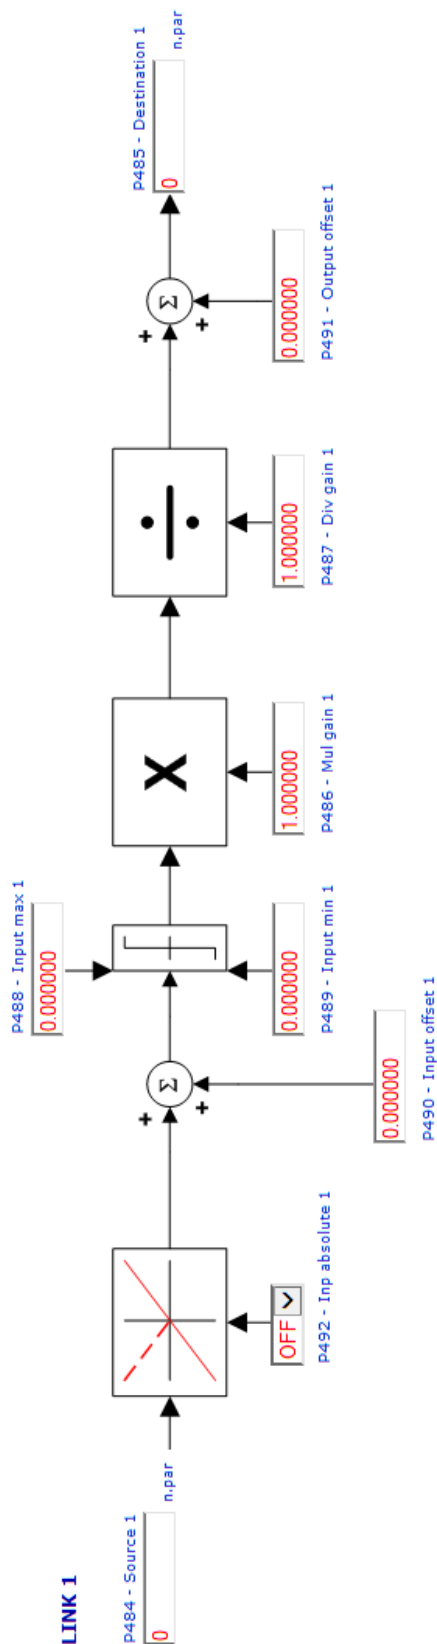 LINK 1
P484 - Source 1
0
n.par
P492 - Inp absolute 1
OFF
+
+
Σ
P490 - Input offset 1
0.000000
P488 - Input max 1
0.000000
P489 - Input min 1
0.000000
X
P486 - Mul gain 1
1.000000
÷
P487 - Div gain 1
1.000000
+
+
Σ
P491 - Output offset 1
0.000000
P485 - Destination 1
0
n.par